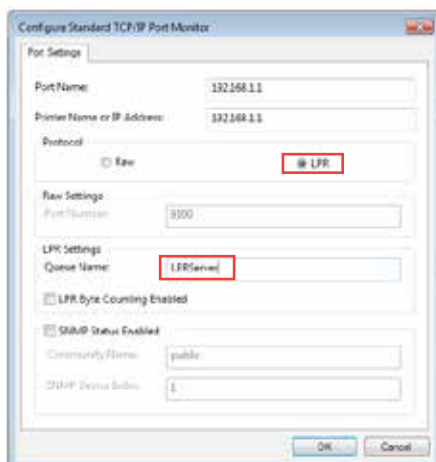 Configure Standard TCP/IP Port Monitor
Port Settings
Port Name: 192.168.1.1
Printer Name or IP Address: 192.168.1.1
Protocol
Raw LPR
Raw Settings
Port Number: 9100
LPR Settings
Queue Name: LPRServer
LPR Byte Counting Enabled
SNMP Status Enabled
Community Name: public
SNMP Device Index: 1
OK Cancel